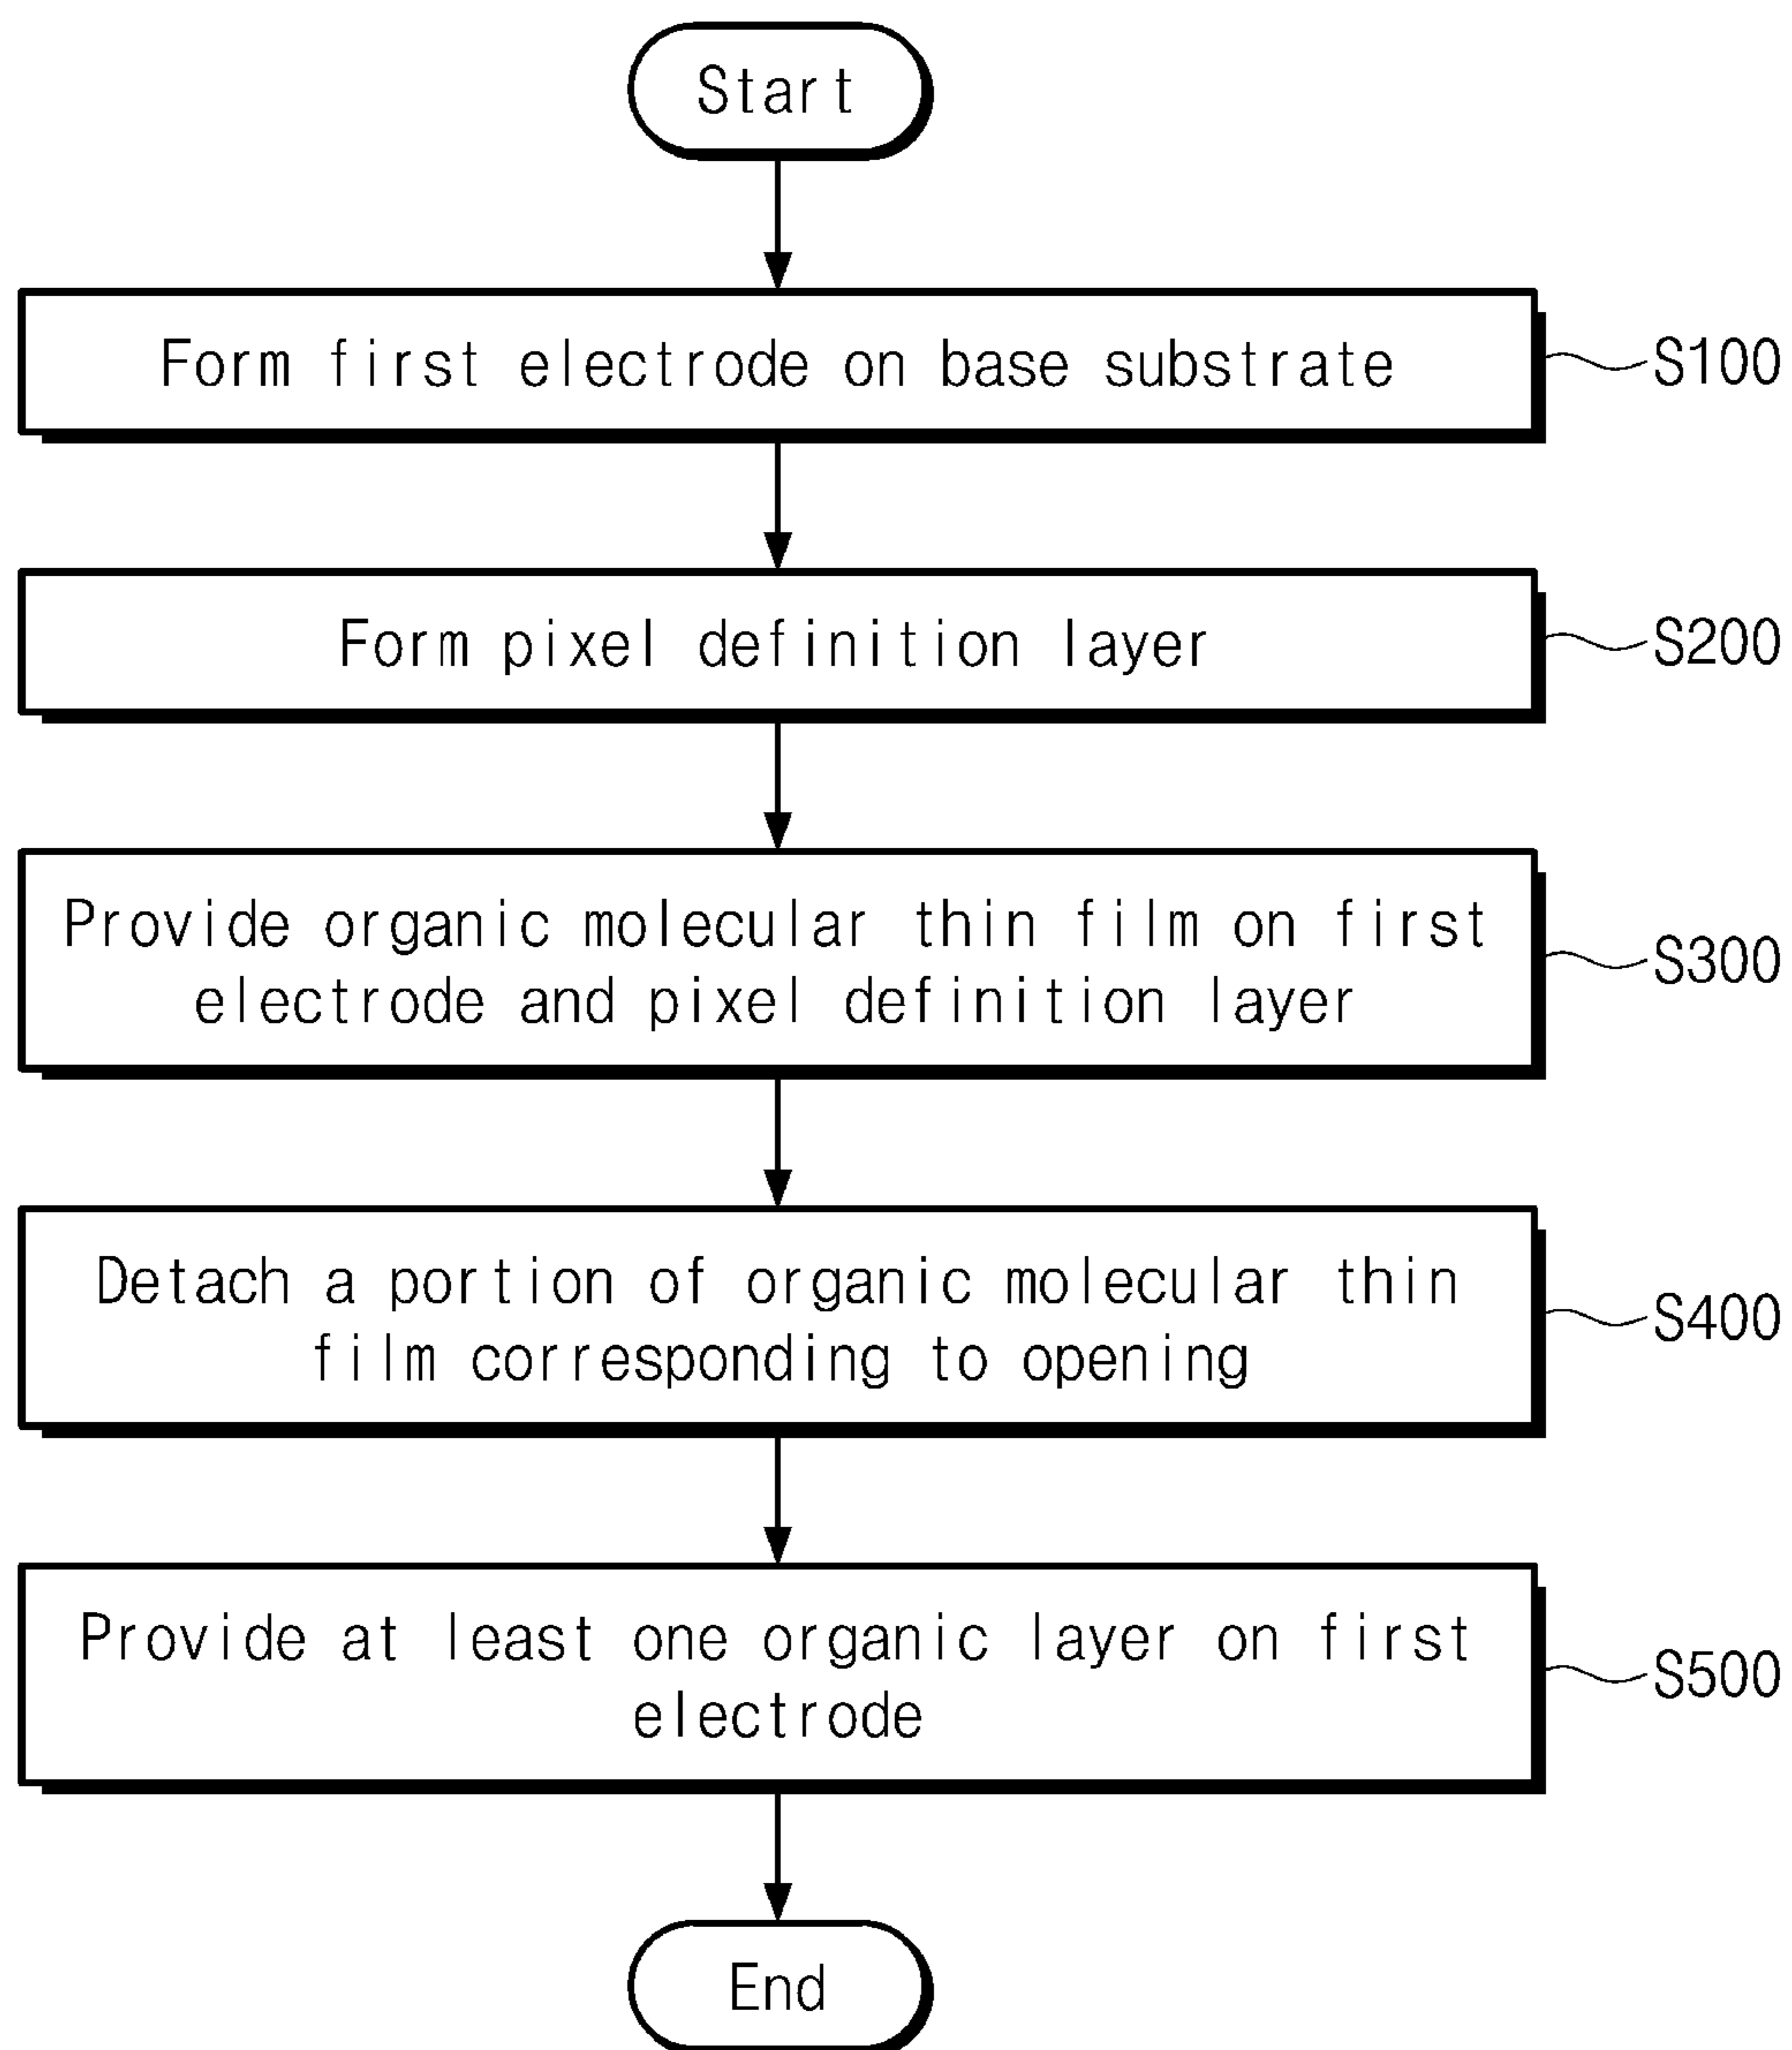 Start
Form first electrode on base substrate
S100
Form pixel definition layer
S200
Provide organic molecular thin film on first
electrode and pixel definition layer
S300
Detach a portion of organic molecular thin
film corresponding to opening
S400
Provide at least one organic layer on first
electrode
S500
End